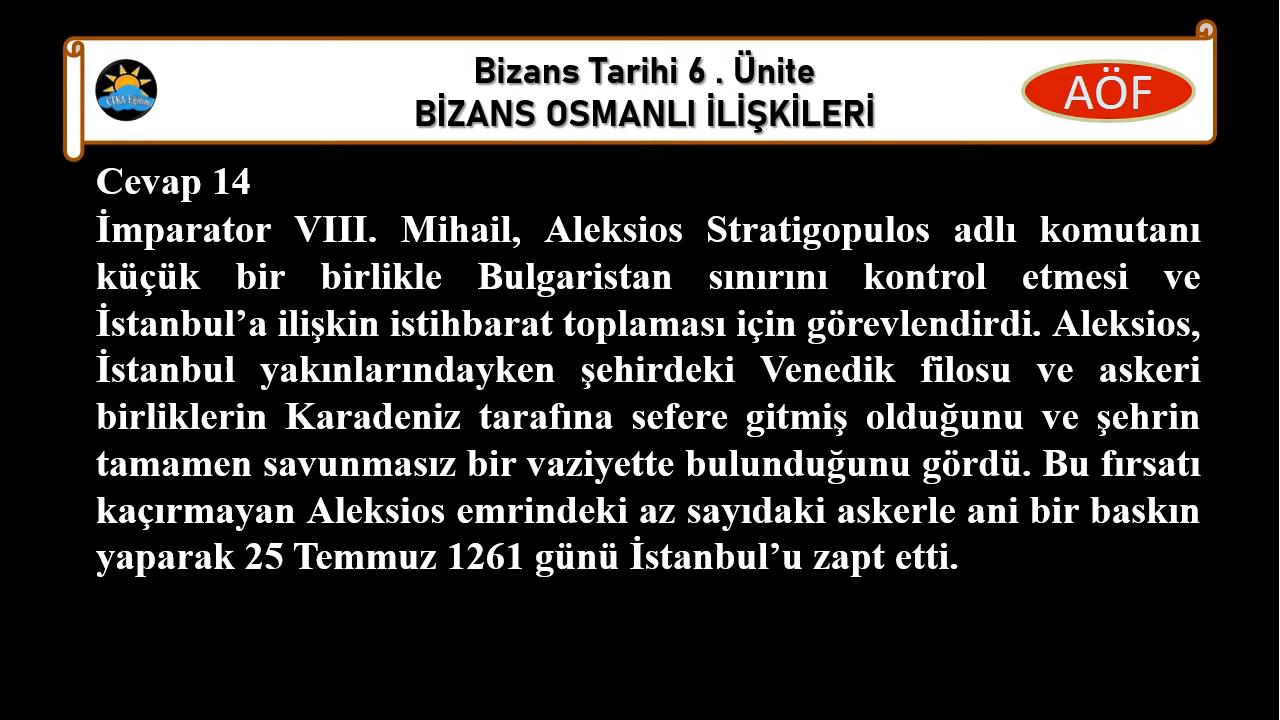 Bizans Tarihi 6 . Ünite
BİZANS OSMANLI İLİŞKİLERİ
AÖF
UTKA Eğitim
Cevap 14
İmparator VIII. Mihail, Aleksios Stratigopulos adlı komutanı
küçük bir birlikle Bulgaristan sınırını kontrol etmesi ve
İstanbul’a ilişkin istihbarat toplaması için görevlendirdi. Aleksios,
İstanbul yakınlarındayken şehirdeki Venedik filosu ve askeri
birliklerin Karadeniz tarafına sefere gitmiş olduğunu ve şehrin
tamamen savunmasız bir vaziyette bulunduğunu gördü. Bu fırsatı
kaçırmayan Aleksios emrindeki az sayıdaki askerle ani bir baskın
yaparak 25 Temmuz 1261 günü İstanbul’u zapt etti.